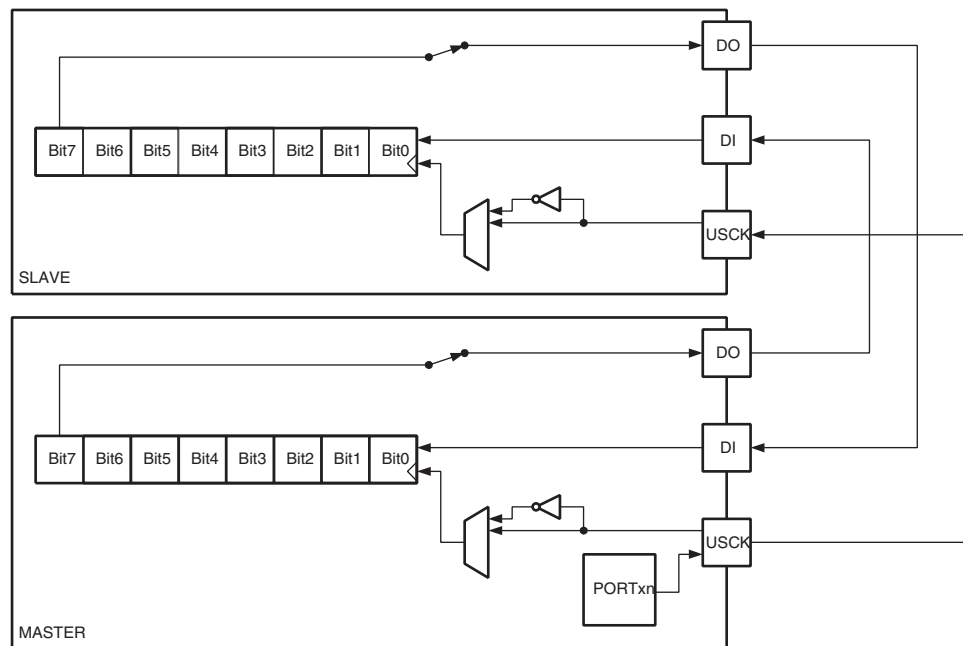 DO
Bit7 Bit6 Bit5 Bit4 Bit3 Bit2 Bit1 Bit0
DI
USCK
SLAVE
DO
Bit7 Bit6 Bit5 Bit4 Bit3 Bit2 Bit1 Bit0
DI
USCK
PORTxn
MASTER